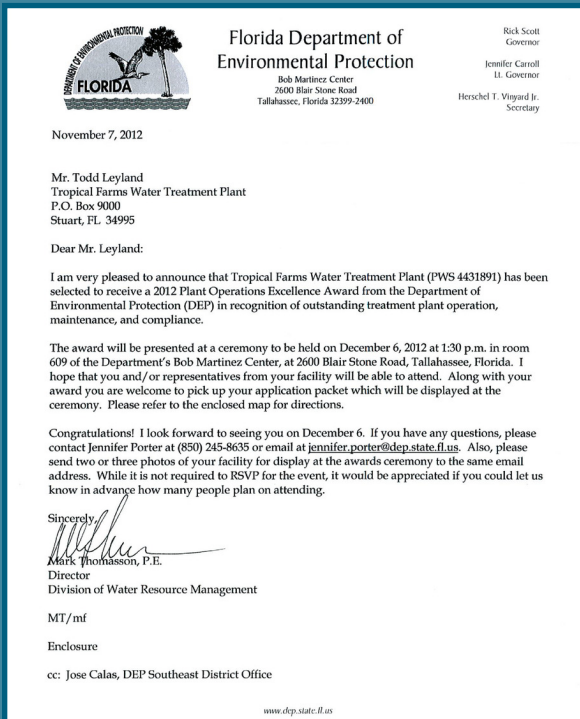 DEPARTMENT OF ENVIRONMENTAL PROTECTION
FLORIDA
Florida Department of
Environmental Protection
Bob Martinez Center
2600 Blair Stone Road
Tallahassee, Florida 32399-2400
Rick Scott
Governor
Jennifer Carroll
Lt. Governor
Herschel T. Vinyard Jr.
Secretary
November 7, 2012
Mr. Todd Leyland
Tropical Farms Water Treatment Plant
P.O. Box 9000
Stuart, FL 34995
Dear Mr. Leyland:
I am very pleased to announce that Tropical Farms Water Treatment Plant (PWS 4431891) has been
selected to receive a 2012 Plant Operations Excellence Award from the Department of
Environmental Protection (DEP) in recognition of outstanding treatment plant operation,
maintenance, and compliance.
The award will be presented at a ceremony to be held on December 6, 2012 at 1:30 p.m. in room
609 of the Department's Bob Martinez Center, at 2600 Blair Stone Road, Tallahassee, Florida. I
hope that you and/or representatives from your facility will be able to attend. Along with your
award you are welcome to pick up your application packet which will be displayed at the
ceremony. Please refer to the enclosed map for directions.
Congratulations! I look forward to seeing you on December 6. If you have any questions, please
contact Jennifer Porter at (850) 245-8635 or email at jennifer.porter@dep.state.fl.us. Also, please
send two or three photos of your facility for display at the awards ceremony to the same email
address. While it is not required to RSVP for the event, it would be appreciated if you could let us
know in advance how many people plan on attending.
Sincerely,
Mark Thomasson, P.E.
Director
Division of Water Resource Management
MT/mf
Enclosure
cc: Jose Calas, DEP Southeast District Office
www.dep.state.fl.us